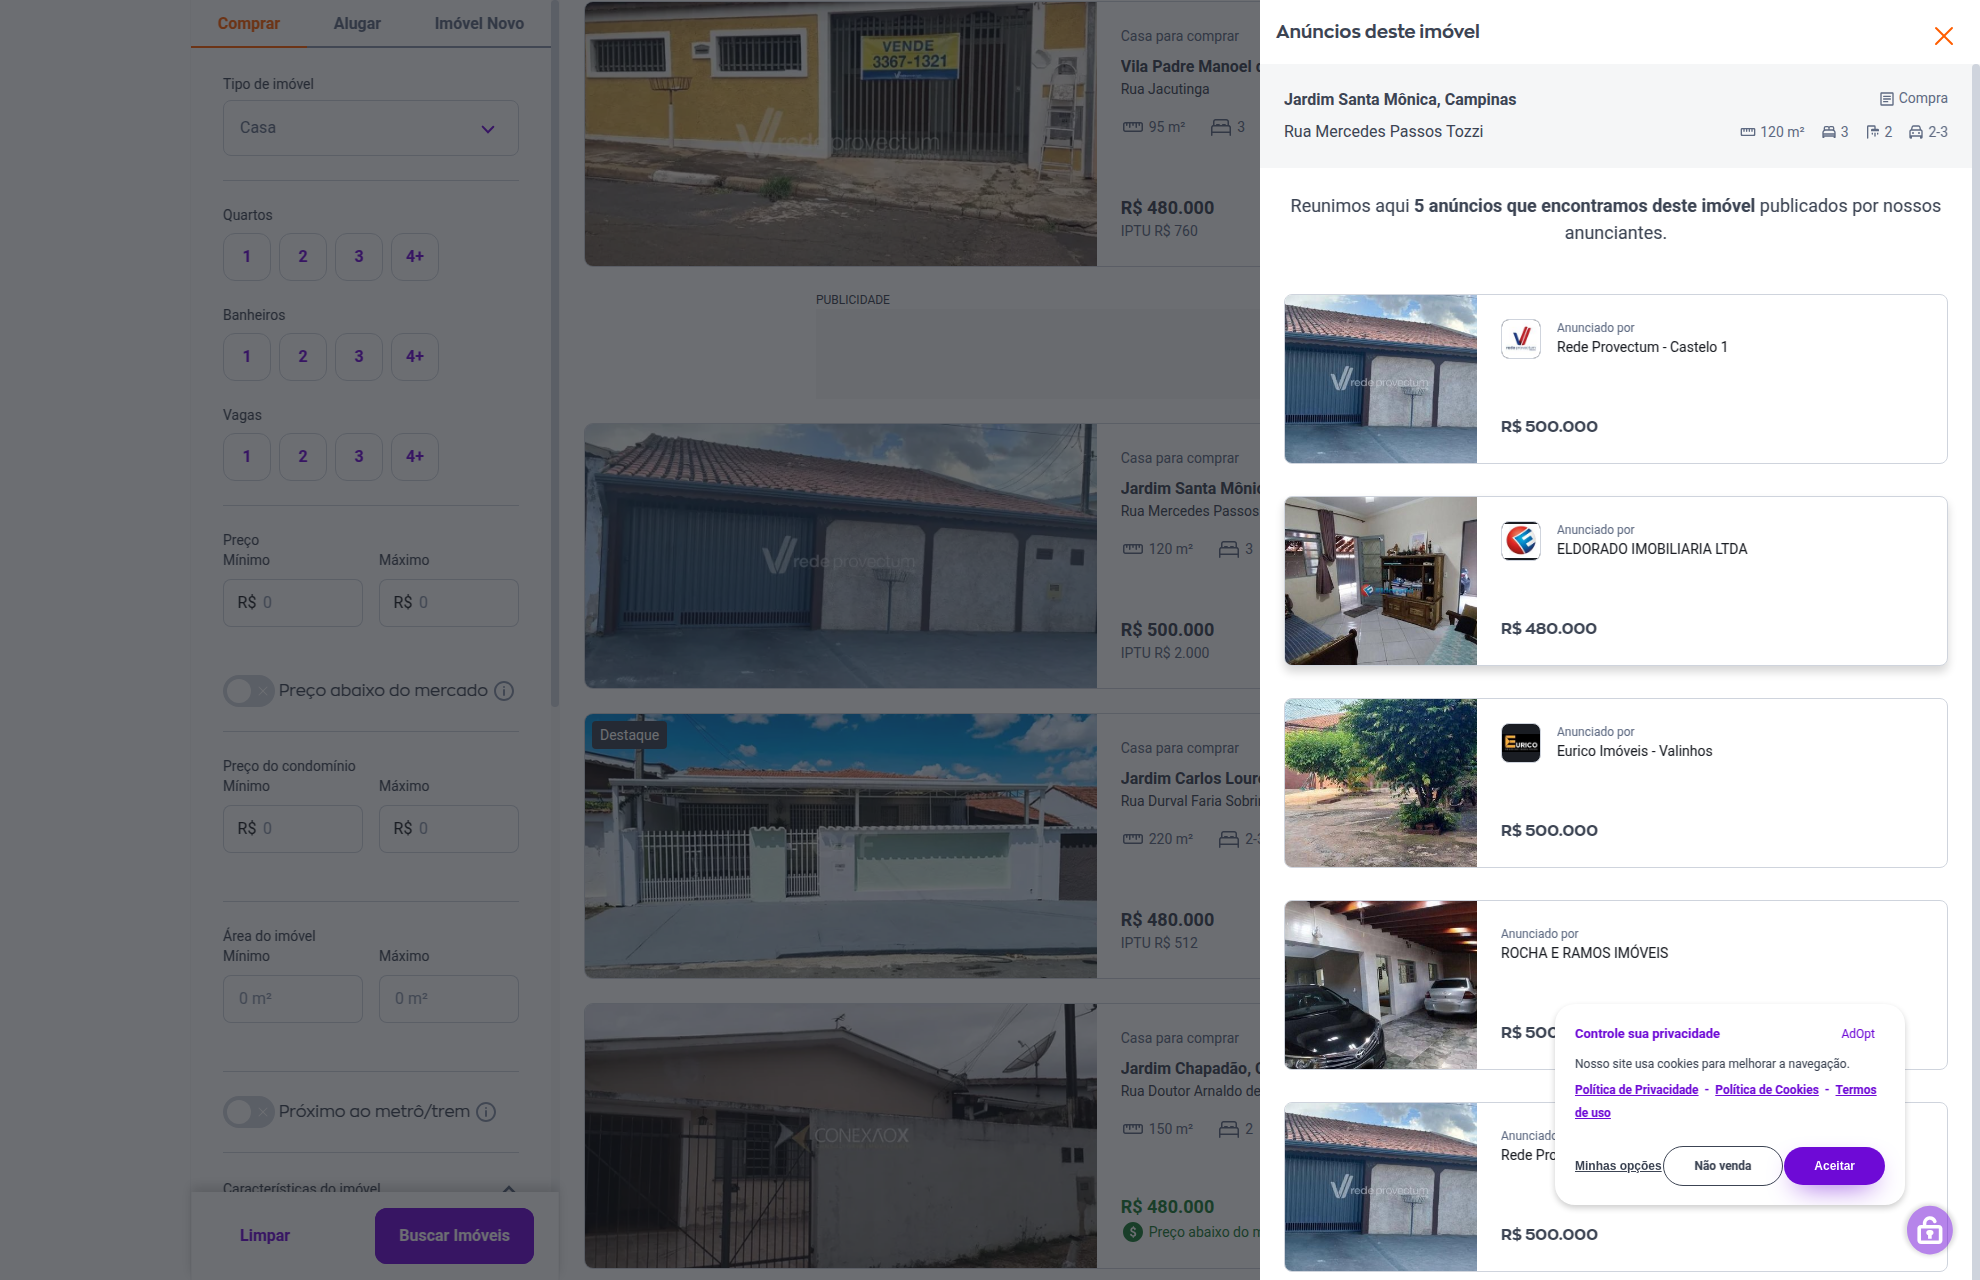 Comprar
Alugar
Imóvel Novo
Tipo de imóvel
Casa
Quartos
1
2
3
4+
Banheiros
1
2
3
4+
Vagas
1
2
3
4+
Preço
Mínimo
Máximo
R$ 0
R$ 0
Preço abaixo do mercado
Preço do condomínio
Mínimo
Máximo
R$ 0
R$ 0
Área do imóvel
Mínimo
Máximo
0 m²
0 m²
Próximo ao metrô/trem
Características do imóvel
Limpar
Buscar Imóveis
VENDE
3367-1321
rede provectum
Casa para comprar
Vila Padre Manoel
Rua Jacutinga
95 m²
3
R$ 480.000
IPTU R$ 760
PUBLICIDADE
rede provectum
Casa para comprar
Jardim Santa
Rua Mercedes Passos
120 m²
3
R$ 500.000
IPTU R$ 2.000
Destaque
Casa para comprar
Jardim Carlos
Rua Durval Faria
220 m²
R$ 480.000
IPTU R$ 512
CONEXAOX
Casa para comprar
Jardim Chapadão,
Rua Doutor Arnaldo de
150 m²
2
R$ 480.000
Preço abaixo do
Anúncios deste imóvel
Jardim Santa Mônica, Campinas
Compra
Rua Mercedes Passos Tozzi
120 m²
3
2
2-3
Reunimos aqui 5 anúncios que encontramos deste imóvel publicados por nossos
anunciantes.
rede provectum
Anunciado por
Rede Provectum - Castelo 1
R$ 500.000
Anunciado por
ELDORADO IMOBILIARIA LTDA
R$ 480.000
EURICO
Anunciado por
Eurico Imóveis - Valinhos
R$ 500.000
Anunciado por
ROCHA E RAMOS IMÓVEIS
R$ 500
rede provectum
Anunciado
Rede
R$ 500.000
Controle sua privacidade
AdOpt
Nosso site usa cookies para melhorar a navegação.
Política de Privacidade - Política de Cookies - Termos
de uso
Minhas opções
Não venda
Aceitar